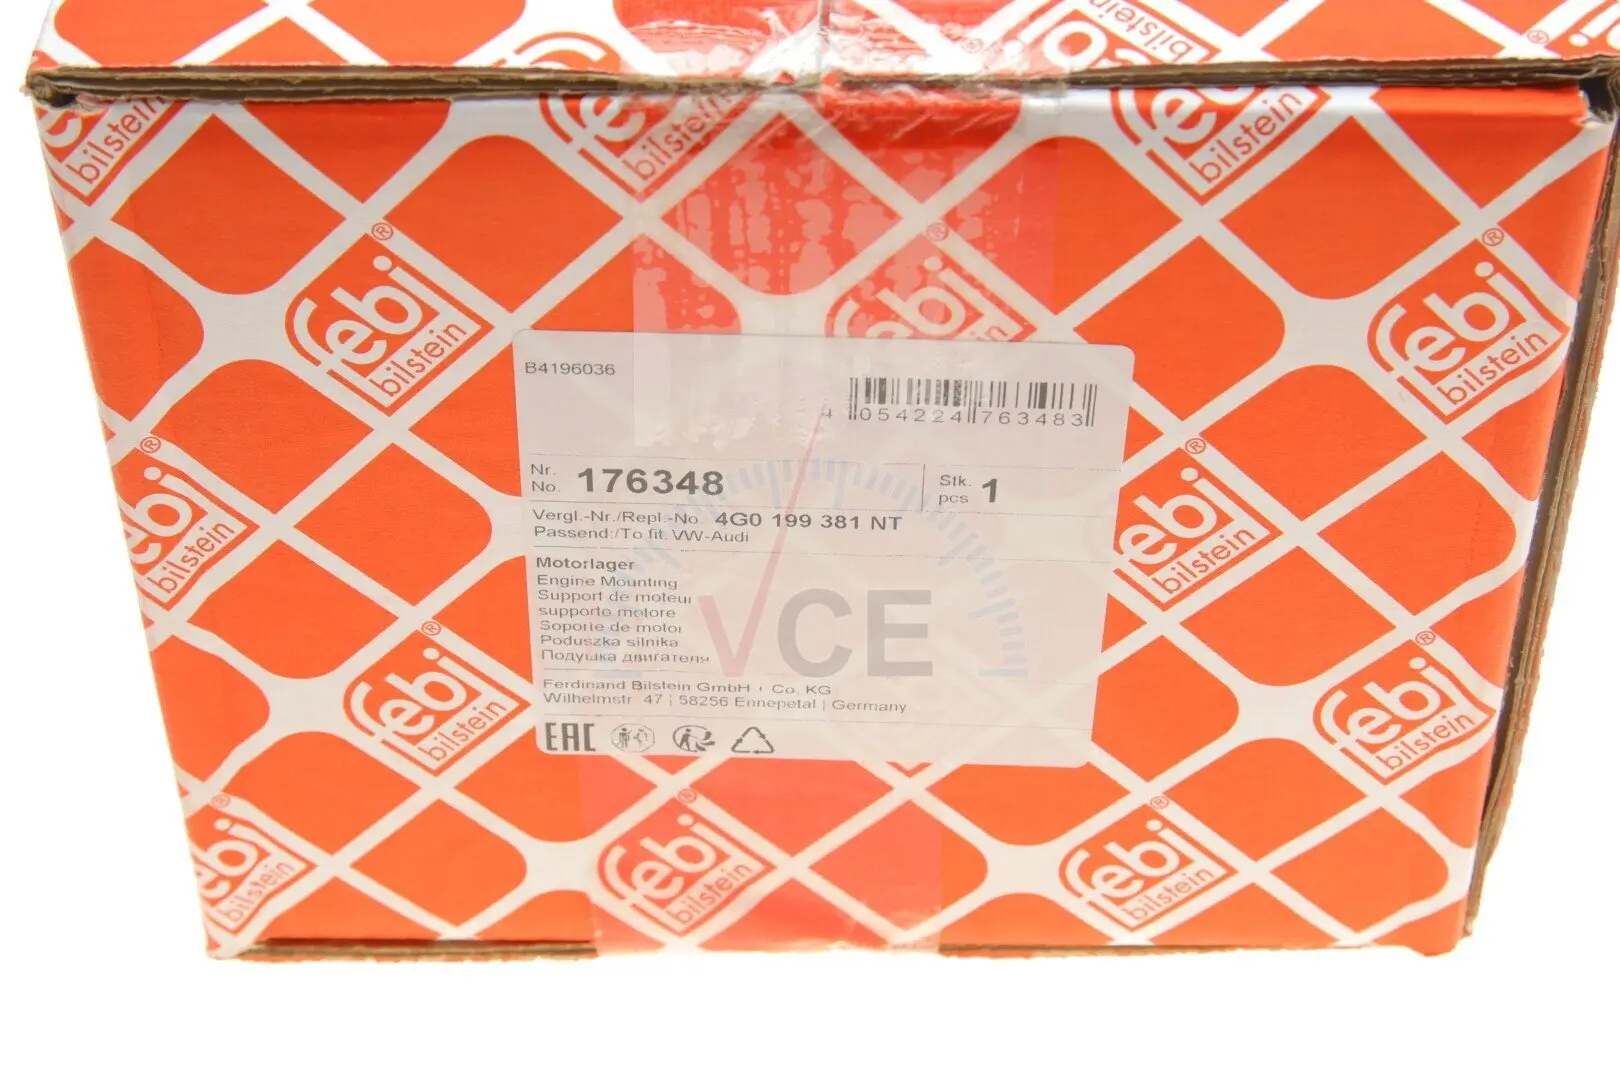 febi®
bilstein
B4196036
4 054224 763483
Nr.
No. 176348
Stk.
pcs 1
Vergl.-Nr./Repl.-No. 4G0 199 381 NT
Passend:/To fit VW-Audi
Motorlager
Engine Mounting
Support de moteur
supporto motore
Soporte de motor
Poduszka silnika
Подушка двигателя
Ferdinand Bilstein GmbH + Co. KG
Wilhelmstr. 47 | 58256 Ennepetal | Germany
EAC
VCE